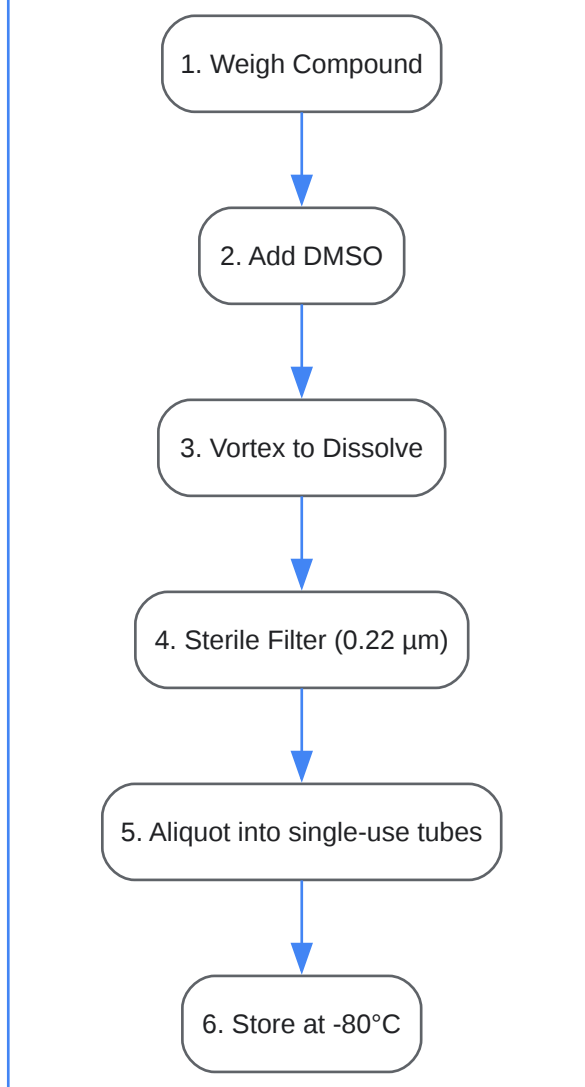 1. Weigh Compound
2. Add DMSO
3. Vortex to Dissolve
4. Sterile Filter (0.22 µm)
5. Aliquot into single-use tubes
6. Store at -80°C